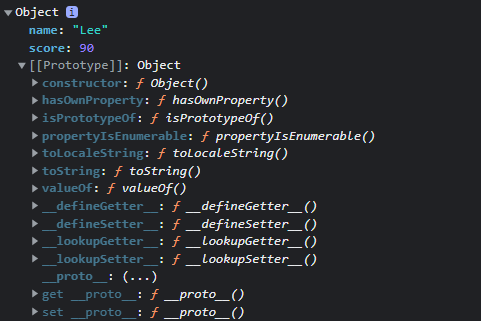 Object i
name: "Lee"
score: 90
[[Prototype]]: Object
constructor: ƒ Object()
hasOwnProperty: ƒ hasOwnProperty()
isPrototypeOf: ƒ isPrototypeOf()
propertyIsEnumerable: ƒ propertyIsEnumerable()
toLocaleString: ƒ toLocaleString()
toString: ƒ toString()
valueOf: ƒ valueOf()
__defineGetter__: ƒ __defineGetter__()
__defineSetter__: ƒ __defineSetter__()
__lookupGetter__: ƒ __lookupGetter__()
__lookupSetter__: ƒ __lookupSetter__()
__proto__: (...)
get __proto__: ƒ __proto__()
set __proto__: ƒ __proto__()